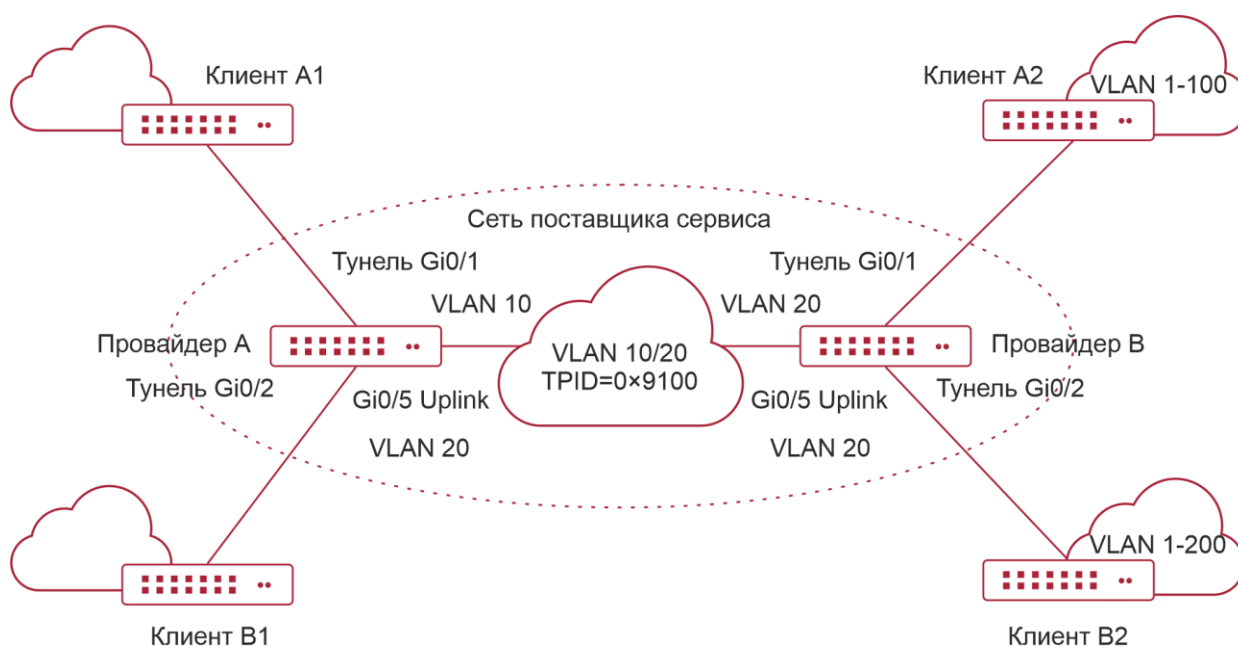 Клиент А1
Клиент А2
VLAN 1-100
Сеть поставщика сервиса
Тунель Gi0/1
Тунель Gi0/1
VLAN 10
VLAN 20
Провайдер А
VLAN 10/20
TPID=0×9100
Провайдер В
Тунель Gi0/2
Gi0/5 Uplink
Gi0/5 Uplink
Тунель Gi0/2
VLAN 20
VLAN 20
VLAN 1-200
Клиент В1
Клиент В2